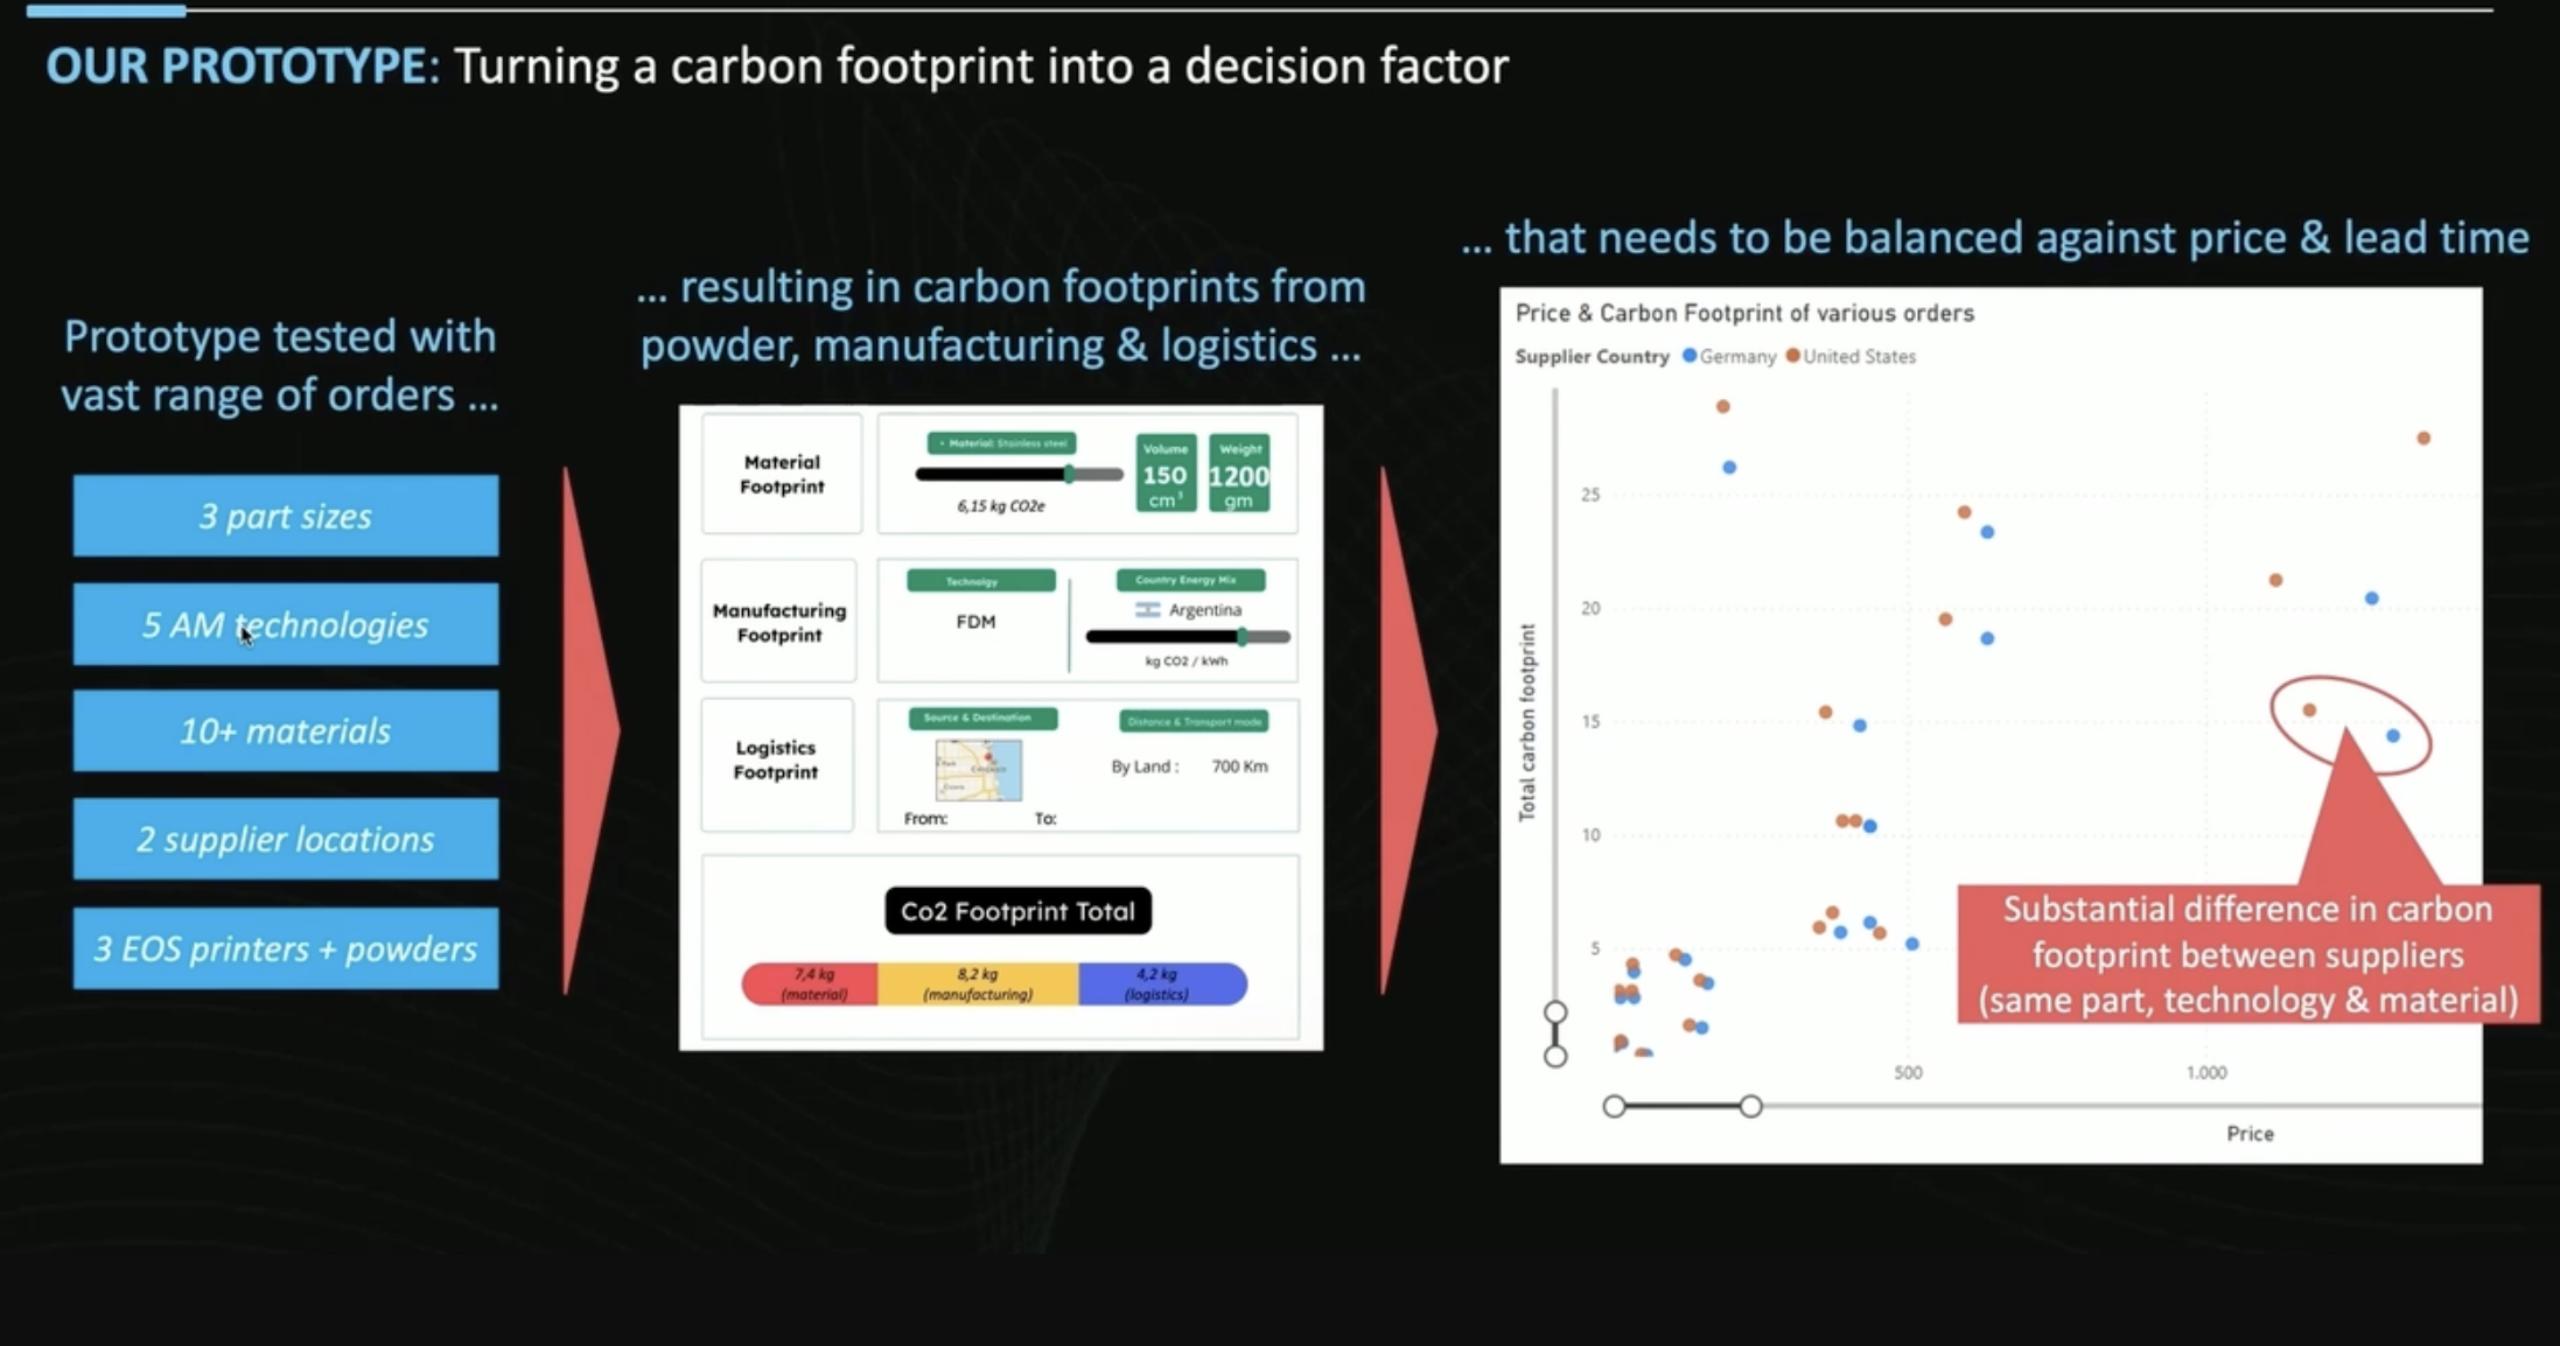 OUR PROTOTYPE: Turning a carbon footprint into a decision factor
Prototype tested with
vast range of orders ...
3 part sizes
5 AM technologies
10+ materials
2 supplier locations
3 EOS printers + powders
... resulting in carbon footprints from
powder, manufacturing & logistics ...
Material
Footprint
• Material: Stainless steel
6,15 kg CO2e
Volume
150
cm³
Weight
1200
gm
Manufacturing
Footprint
Technolgy
FDM
Country Energy Mix
Argentina
kg CO2 / kWh
Logistics
Footprint
Source & Destination
From:
To:
Distance & Transport mode
By Land :
700 Km
Co2 Footprint Total
7,4 kg
(material)
8,2 kg
(manufacturing)
4,2 kg
(logistics)
... that needs to be balanced against price & lead time
Price & Carbon Footprint of various orders
Supplier Country Germany United States
Total carbon footprint
25
20
15
10
5
500
1.000
Price
Substantial difference in carbon
footprint between suppliers
(same part, technology & material)